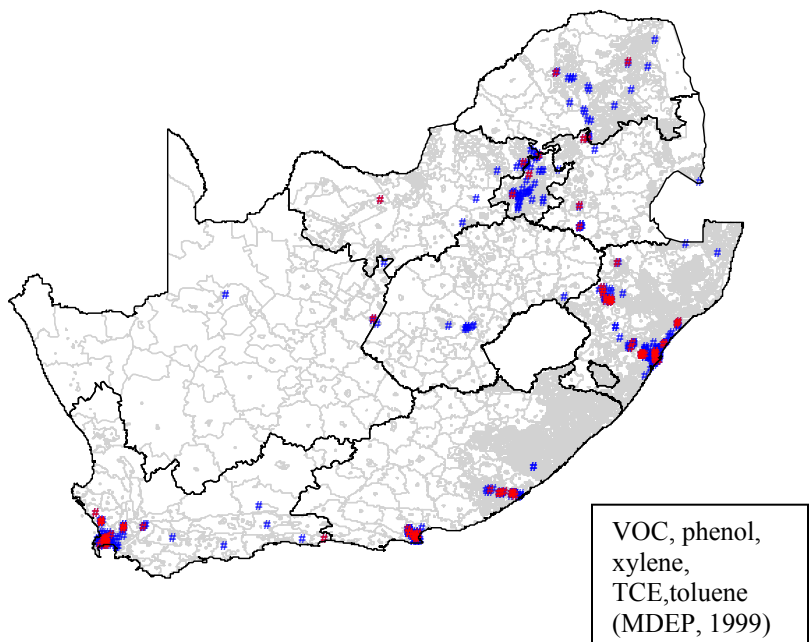 VOC, phenol,
xylene,
TCE,toluene
(MDEP, 1999)